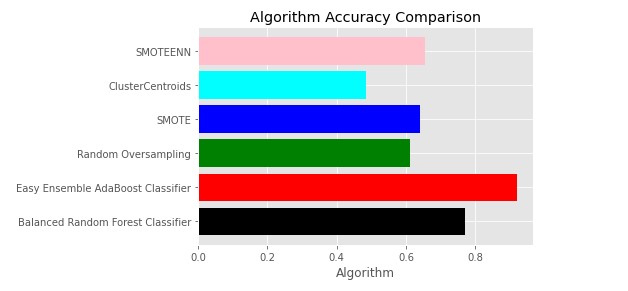 Algorithm Accuracy Comparison
SMOTEENN
ClusterCentroids
SMOTE
Random Oversampling
Easy Ensemble AdaBoost Classifier
Balanced Random Forest Classifier
0.0 0.2 0.4 0.6 0.8
Algorithm